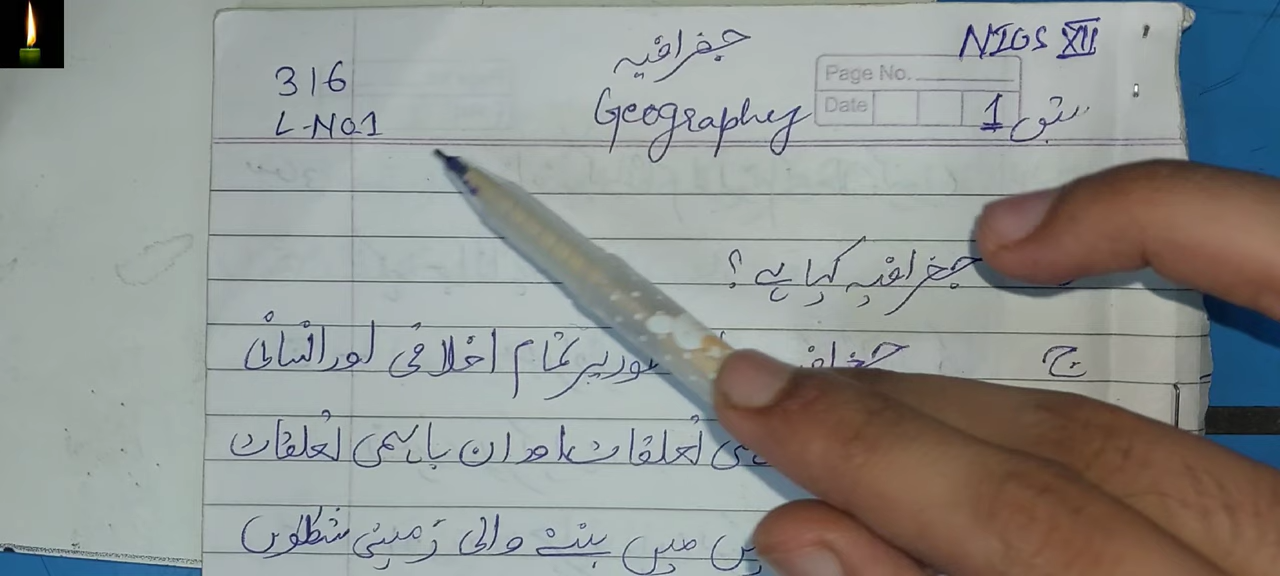 جغرافیہ
NIOS XII
316
Page No.
Geography
Date
سبق 1
L-No1
جغرافیہ کیا ہے؟
ج
تمام اخلاقی اور انسانی
تعلقات اور ان باہمی تعلقات
میں بننے والی زمینی شکلوں